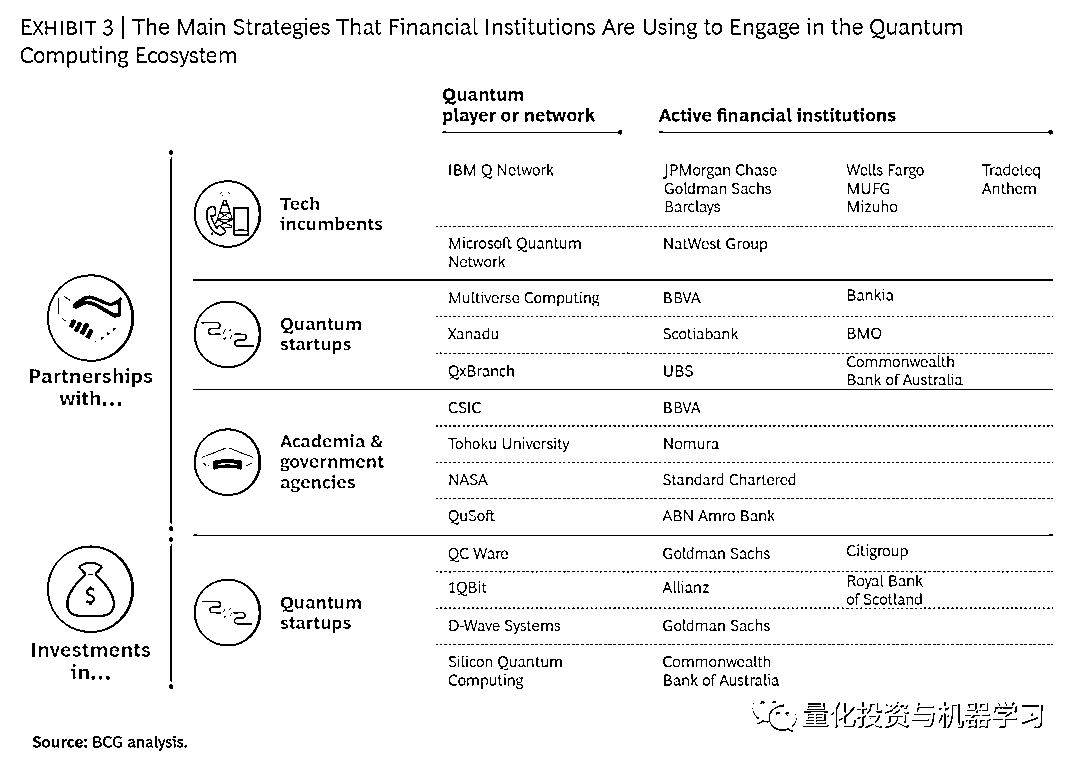 EXHIBIT 3 | The Main Strategies That Financial Institutions Are Using to Engage in the Quantum
Computing Ecosystem
Quantum
player or network
Active financial institutions
Partnerships
with...
Tech
incumbents
IBM Q Network
JPMorgan Chase
Goldman Sachs
Barclays
Wells Fargo
MUFG
Mizuho
Tradeteq
Anthem
Microsoft Quantum
Network
NatWest Group
Quantum
startups
Multiverse Computing
BBVA
Bankia
Xanadu
Scotiabank
BMO
QxBranch
UBS
Commonwealth
Bank of Australia
Academia &
government
agencies
CSIC
BBVA
Tohoku University
Nomura
NASA
Standard Chartered
QuSoft
ABN Amro Bank
Investments
in...
$
Quantum
startups
QC Ware
Goldman Sachs
Citigroup
1QBit
Allianz
Royal Bank
of Scotland
D-Wave Systems
Goldman Sachs
Silicon Quantum
Computing
Commonwealth
Bank of Australia
量化投资与机器学习
Source: BCG analysis.